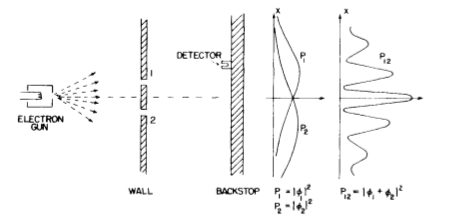 x
x
DETECTOR
1
P₁
P₁₂
2
P₂
ELECTRON
GUN
WALL
BACKSTOP
P₁ = |ϕ₁|²
P₂ = |ϕ₂|²
P₁₂ = |ϕ₁ + ϕ₂|²